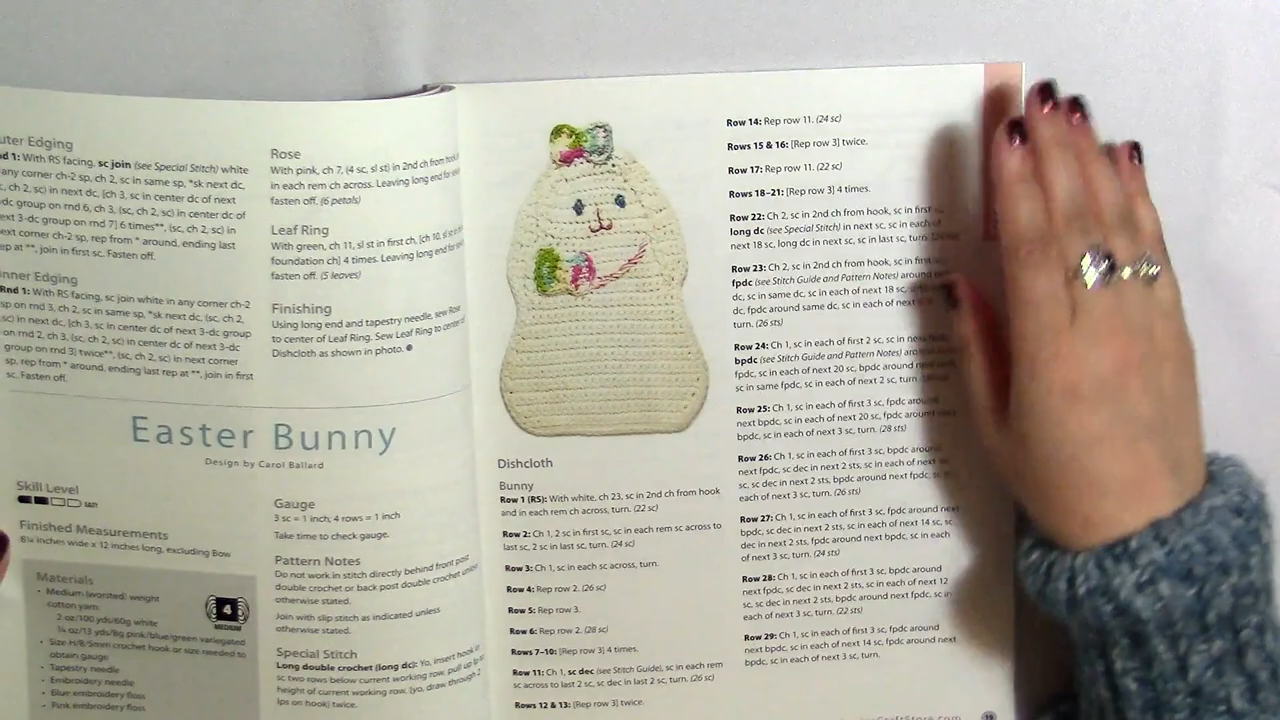 uter Edging
d 1: With RS facing, sc join (see Special Stitch) white
any corner ch-2 sp, ch 2, sc in same sp, *sk next dc,
c, ch 2, sc) in next dc, [ch 3, sc in center dc of next
dc group on rnd 6, ch 3, (sc, ch 2, sc) in center dc of
ext 3-dc group on rnd 7] 6 times**, (sc, ch 2, sc) in
ext corner ch-2 sp, rep from * around, ending last
ep at **, join in first sc. Fasten off.
nner Edging
Rnd 1: With RS facing, sc join white in any corner ch-2
sp on rnd 3, ch 2, sc in same sp, *sk next dc, (sc, ch 2,
sc) in next dc, [ch 3, sc in center dc of next 3-dc group
on rnd 2, ch 3, (sc, ch 2, sc) in center dc of next 3-dc
group on rnd 3] twice**, (sc, ch 2, sc) in next corner
sp, rep from * around, ending last rep at **, join in first
sc. Fasten off.
Rose
With pink, ch 7, (4 sc, sl st) in 2nd ch from hook
in each rem ch across. Leaving long end for
fasten off. (6 petals)
Leaf Ring
With green, ch 11, sl st in first ch, [ch 10, sl st in
foundation ch] 4 times. Leaving long end for
fasten off. (5 leaves)
Finishing
Using long end and tapestry needle, sew Rose
to center of Leaf Ring. Sew Leaf Ring to center of
Dishcloth as shown in photo.
Easter Bunny
Design by Carol Ballard
Skill Level
EASY
Finished Measurements
8¼ inches wide x 12 inches long, excluding Bow
Materials
• Medium (worsted) weight
cotton yarn:
2 oz/100 yds/60g white
¼ oz/13 yds/8g pink/blue/green variegated
• Size H/8/5mm crochet hook or size needed to
obtain gauge
• Tapestry needle
• Embroidery needle
• Blue embroidery floss
• Pink embroidery floss
4
MEDIUM
Gauge
3 sc = 1 inch; 4 rows = 1 inch
Take time to check gauge.
Pattern Notes
Do not work in stitch directly behind front post
double crochet or back post double crochet unless
otherwise stated.
Join with slip stitch as indicated unless
otherwise stated.
Special Stitch
Long double crochet (long dc): Yo, insert hook in
sc two rows below current working row, pull up lp to
height of current working row, [yo, draw through 2
lps on hook] twice.
Dishcloth
Bunny
Row 1 (RS): With white, ch 23, sc in 2nd ch from hook
and in each rem ch across, turn. (22 sc)
Row 2: Ch 1, 2 sc in first sc, sc in each rem sc across to
last sc, 2 sc in last sc, turn. (24 sc)
Row 3: Ch 1, sc in each sc across, turn.
Row 4: Rep row 2. (26 sc)
Row 5: Rep row 3.
Row 6: Rep row 2. (28 sc)
Rows 7–10: [Rep row 3] 4 times.
Row 11: Ch 1, sc dec (see Stitch Guide), sc in each rem
sc across to last 2 sc, sc dec in last 2 sc, turn. (26 sc)
Rows 12 & 13: [Rep row 3] twice.
Row 14: Rep row 11. (24 sc)
Rows 15 & 16: [Rep row 3] twice.
Row 17: Rep row 11. (22 sc)
Rows 18–21: [Rep row 3] 4 times.
Row 22: Ch 2, sc in 2nd ch from hook, sc in first
long dc (see Special Stitch) in next sc, sc in each of
next 18 sc, long dc in next sc, sc in last sc, turn.
Row 23: Ch 2, sc in 2nd ch from hook, sc in first
fpdc (see Stitch Guide and Pattern Notes) around
dc, sc in same dc, sc in each of next 18 sc,
dc, fpdc around same dc, sc in each of next
turn. (26 sts)
Row 24: Ch 1, sc in each of first 2 sc, sc in next
bpdc (see Stitch Guide and Pattern Notes)
fpdc, sc in each of next 20 sc, bpdc around next
sc in same fpdc, sc in each of next 2 sc, turn.
Row 25: Ch 1, sc in each of first 3 sc, fpdc around
next bpdc, sc in each of next 20 sc, fpdc around
bpdc, sc in each of next 3 sc, turn. (28 sts)
Row 26: Ch 1, sc in each of first 3 sc, bpdc around
next fpdc, sc dec in next 2 sts, sc in each of next
sc, sc dec in next 2 sts, bpdc around next fpdc, sc in
each of next 3 sc, turn. (26 sts)
Row 27: Ch 1, sc in each of first 3 sc, fpdc around next
bpdc, sc dec in next 2 sts, sc in each of next 14 sc, sc
dec in next 2 sts, fpdc around next bpdc, sc in each
of next 3 sc, turn. (24 sts)
Row 28: Ch 1, sc in each of first 3 sc, bpdc around
next fpdc, sc dec in next 2 sts, sc in each of next 12
sc, sc dec in next 2 sts, bpdc around next fpdc, sc in
each of next 3 sc, turn. (22 sts)
Row 29: Ch 1, sc in each of first 3 sc, fpdc around
next bpdc, sc in each of next 14 sc, fpdc around next
bpdc, sc in each of next 3 sc, turn.
CraftStore.com
19